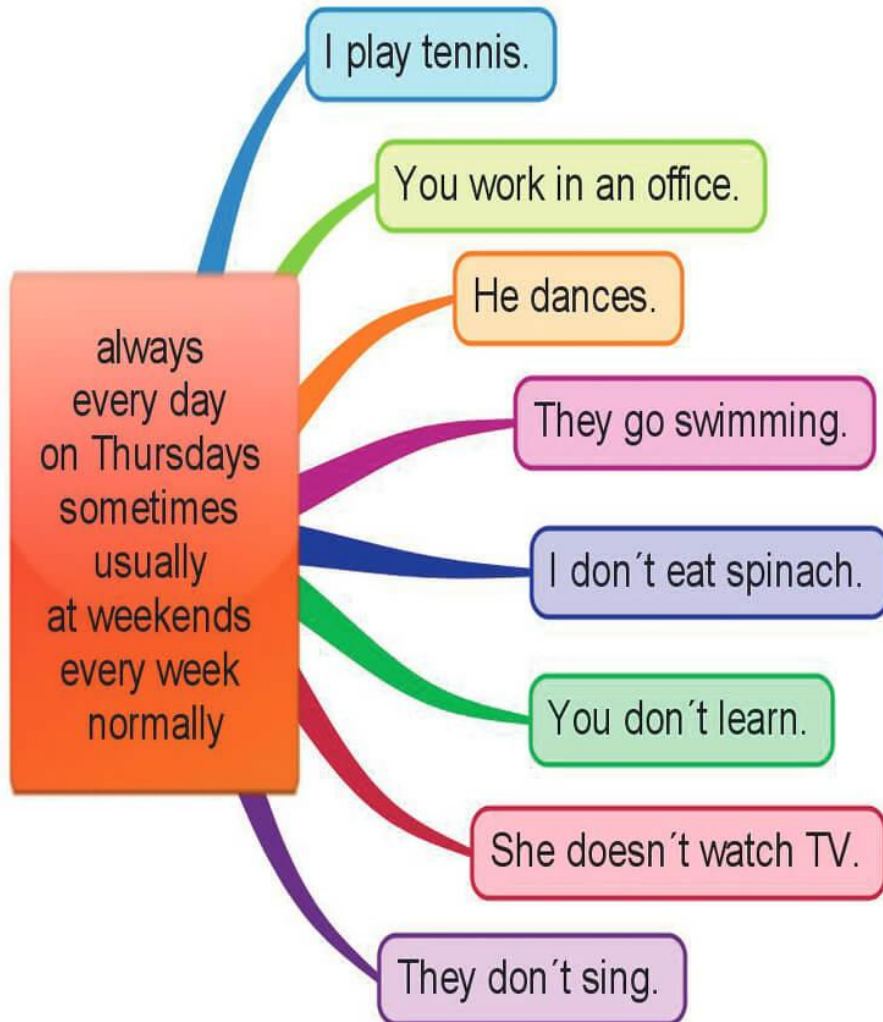 I play tennis.
You work in an office.
He dances.
They go swimming.
I don´t eat spinach.
You don´t learn.
She doesn´t watch TV.
They don´t sing.
always
every day
on Thursdays
sometimes
usually
at weekends
every week
normally